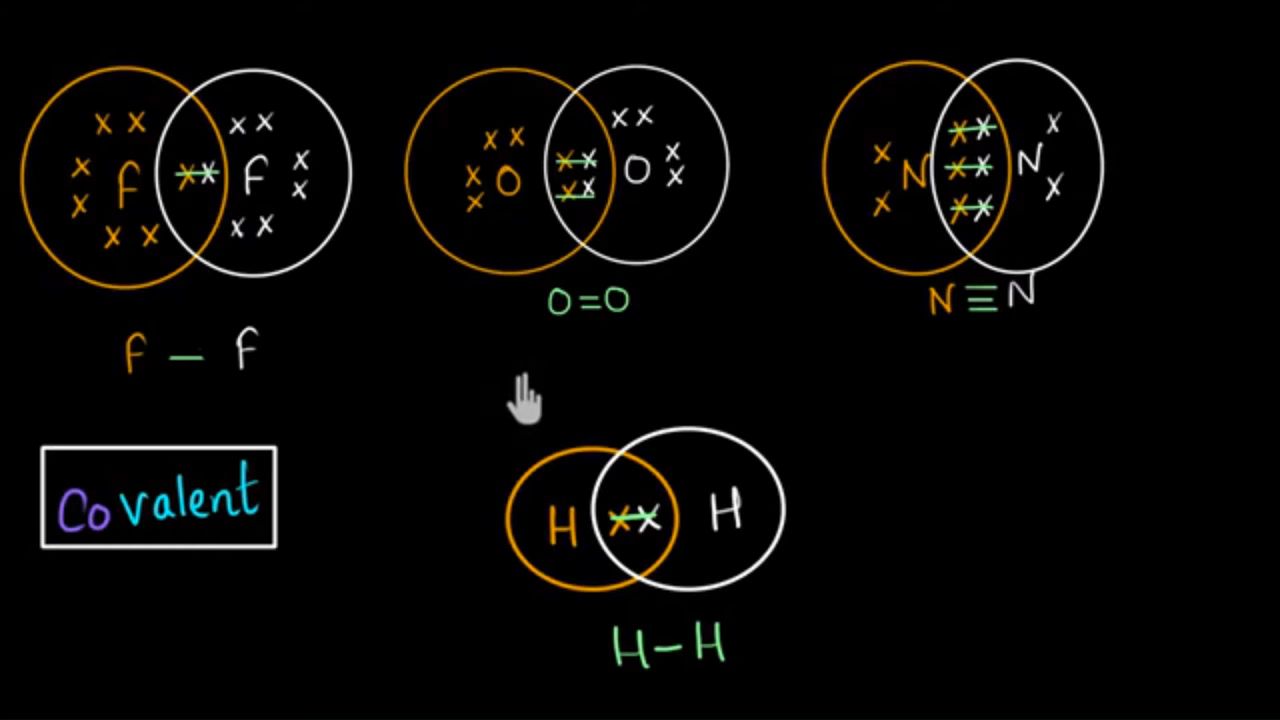 F F
O O
N N
O=O
N≡N
F – F
Covalent
H H
H–H